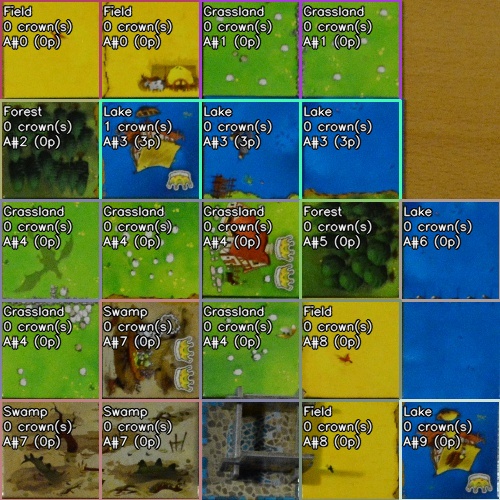 Field
0 crown(s)
A#0 (0p)
Field
0 crown(s)
A#0 (0p)
Grassland
0 crown(s)
A#1 (0p)
Grassland
0 crown(s)
A#1 (0p)
Forest
0 crown(s)
A#2 (0p)
Lake
1 crown(s)
A#3 (3p)
Lake
0 crown(s)
A#3 (3p)
Lake
0 crown(s)
A#3 (3p)
Grassland
0 crown(s)
A#4 (0p)
Grassland
0 crown(s)
A#4 (0p)
Grassland
0 crown(s)
A#4 (0p)
Forest
0 crown(s)
A#5 (0p)
Lake
0 crown(s)
A#6 (0p)
Grassland
0 crown(s)
A#4 (0p)
Swamp
0 crown(s)
A#7 (0p)
Grassland
0 crown(s)
A#4 (0p)
Field
0 crown(s)
A#8 (0p)
Swamp
0 crown(s)
A#7 (0p)
Swamp
0 crown(s)
A#7 (0p)
Field
0 crown(s)
A#8 (0p)
Lake
0 crown(s)
A#9 (0p)